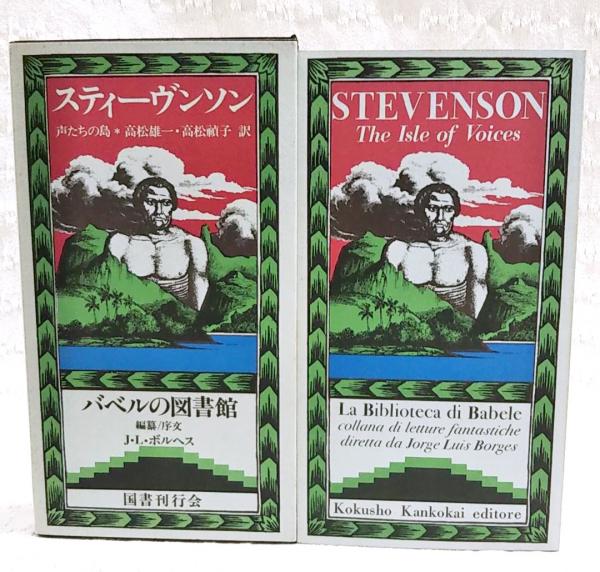 スティーヴンソン
声たちの島＊高松雄一・高松禎子 訳
バベルの図書館
編纂/序文
J・L・ボルヘス
国書刊行会
STEVENSON
The Isle of Voices
La Biblioteca di Babele
collana di letture fantastiche
diretta da Jorge Luis Borges
Kokusho Kankokai editore